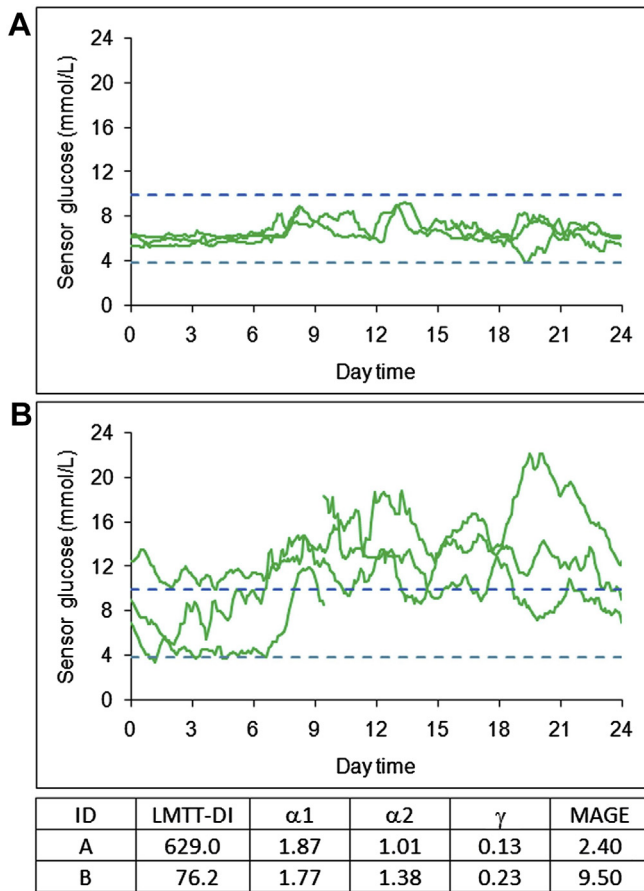 A
24
20
16
12
8
4
0
Sensor glucose (mmol/L)
0 3 6 9 12 15 18 21 24
Day time
B
24
20
16
12
8
4
0
Sensor glucose (mmol/L)
0 3 6 9 12 15 18 21 24
Day time
ID LMTT-DI α1 α2 γ MAGE
A 629.0 1.87 1.01 0.13 2.40
B 76.2 1.77 1.38 0.23 9.50